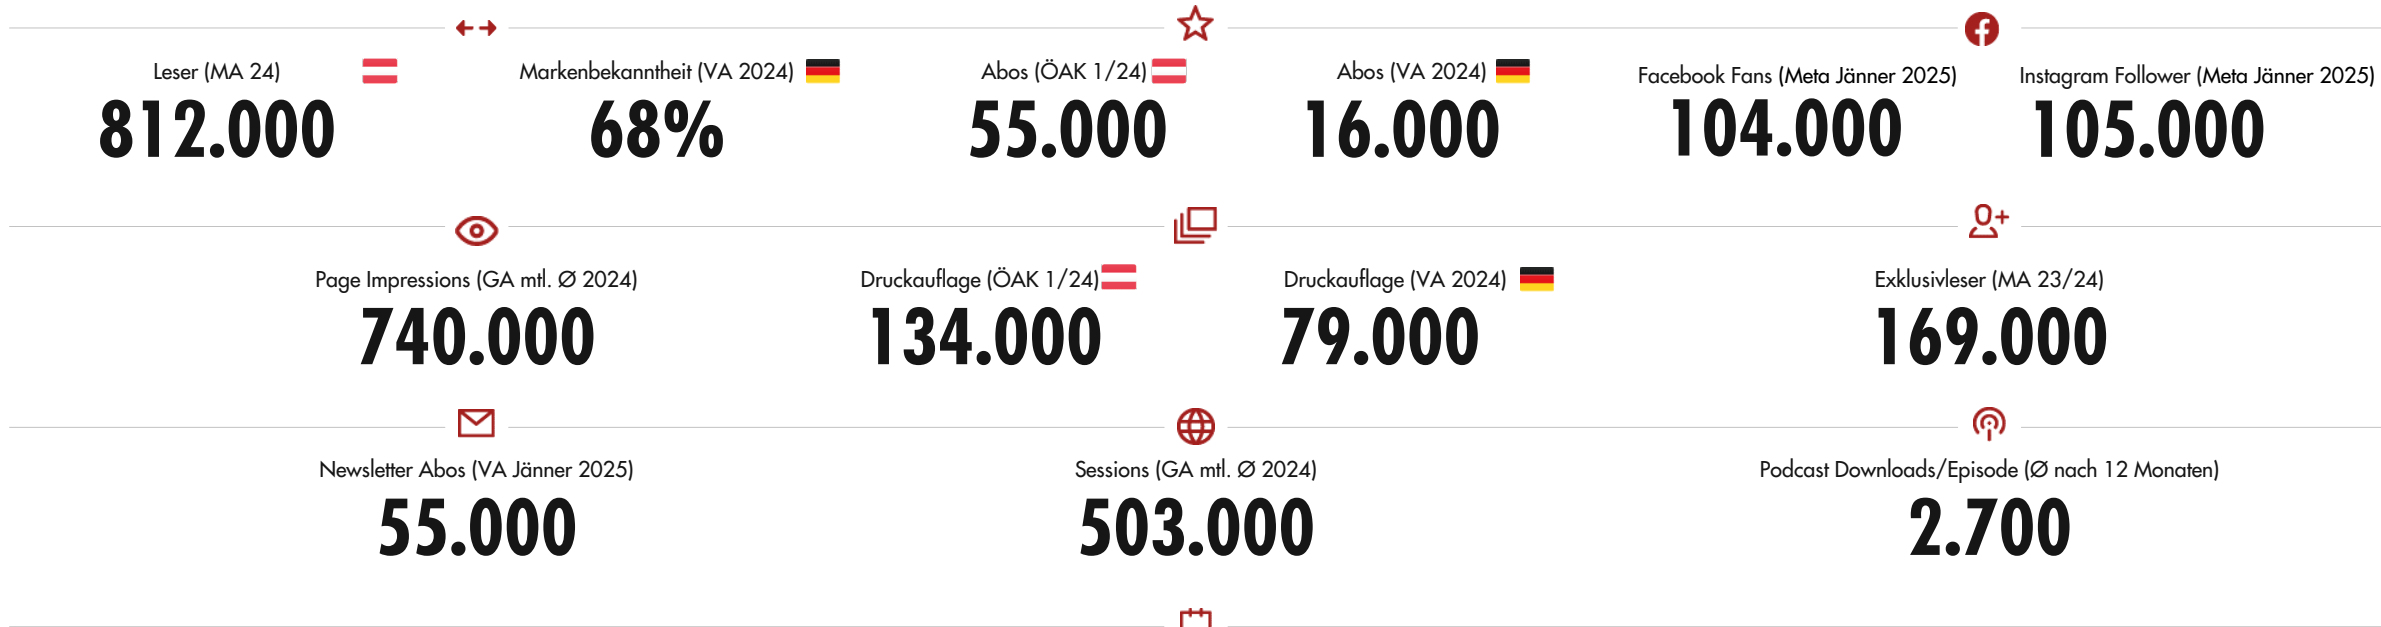 Leser (MA 24)
812.000
Markenbekanntheit (VA 2024)
68%
Abos (ÖAK 1/24)
55.000
Abos (VA 2024)
16.000
Facebook Fans (Meta Jänner 2025)
104.000
Instagram Follower (Meta Jänner 2025)
105.000
Page Impressions (GA mtl. Ø 2024)
740.000
Druckauflage (ÖAK 1/24)
134.000
Druckauflage (VA 2024)
79.000
Exklusivleser (MA 23/24)
169.000
Newsletter Abos (VA Jänner 2025)
55.000
Sessions (GA mtl. Ø 2024)
503.000
Podcast Downloads/Episode (Ø nach 12 Monaten)
2.700